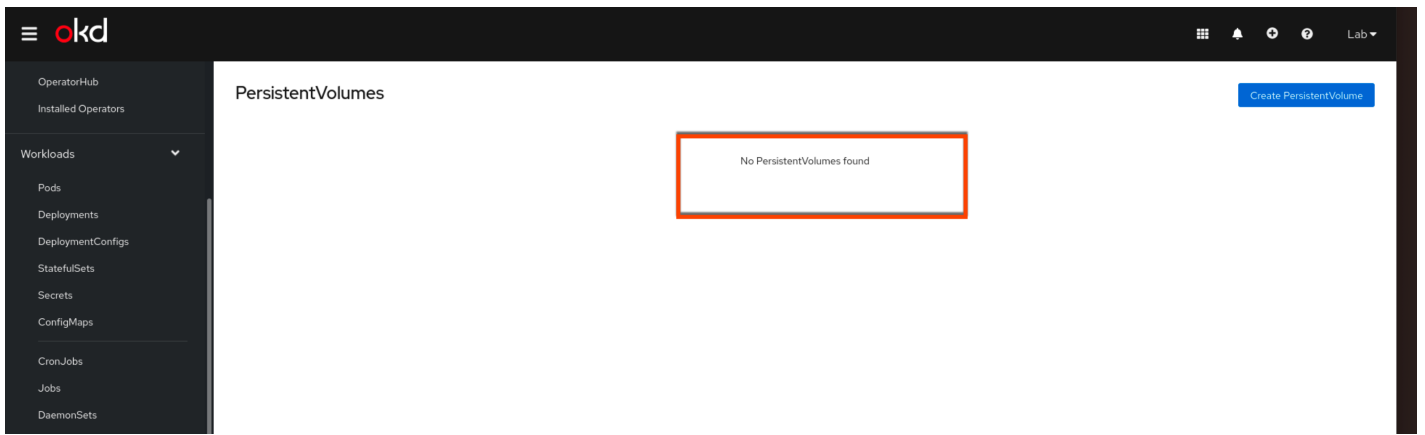 okd
Lab
OperatorHub
Installed Operators
Workloads
Pods
Deployments
DeploymentConfigs
StatefulSets
Secrets
ConfigMaps
CronJobs
Jobs
DaemonSets
PersistentVolumes
Create PersistentVolume
No PersistentVolumes found